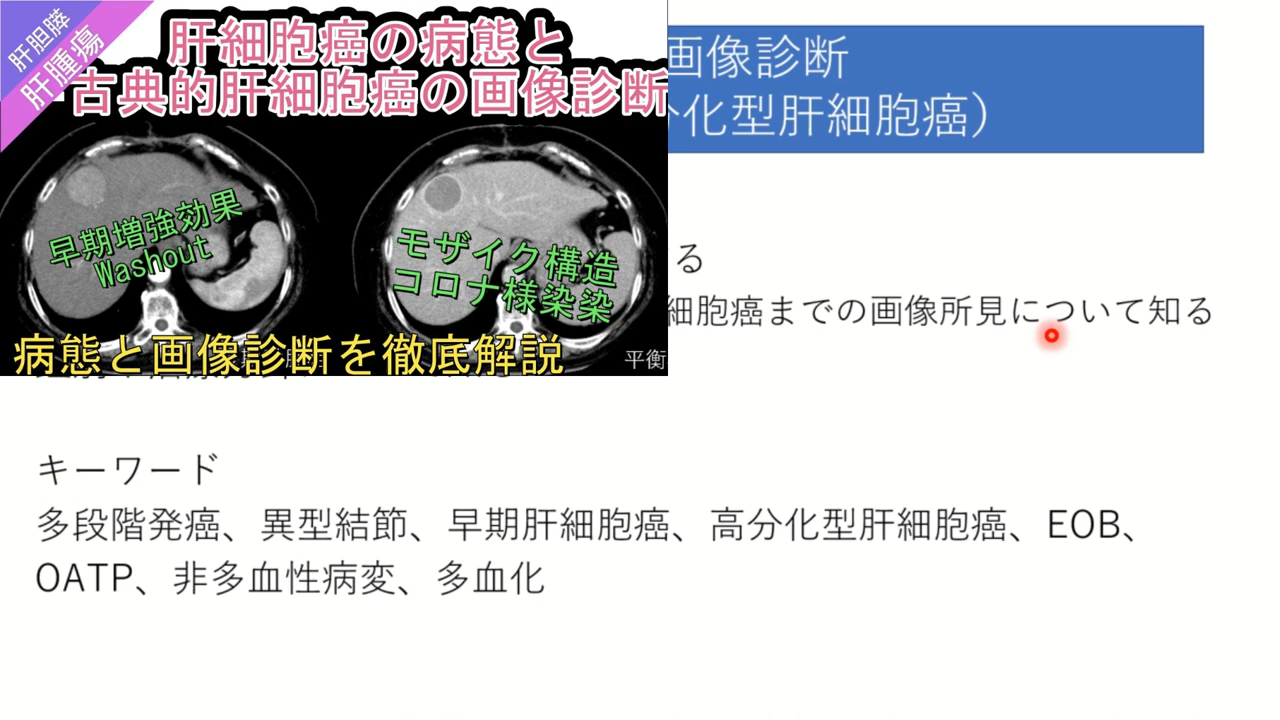 肝胆膵
肝腫瘍
肝細胞癌の病態と
古典的肝細胞癌の画像診断
早期増強効果
Washout
モザイク構造
コロナ様染染
病態と画像診断を徹底解説
平衡
画像診断
分化型肝細胞癌）
る
細胞癌までの画像所見について知る
キーワード
多段階発癌、異型結節、早期肝細胞癌、高分化型肝細胞癌、EOB、
OATP、非多血性病変、多血化